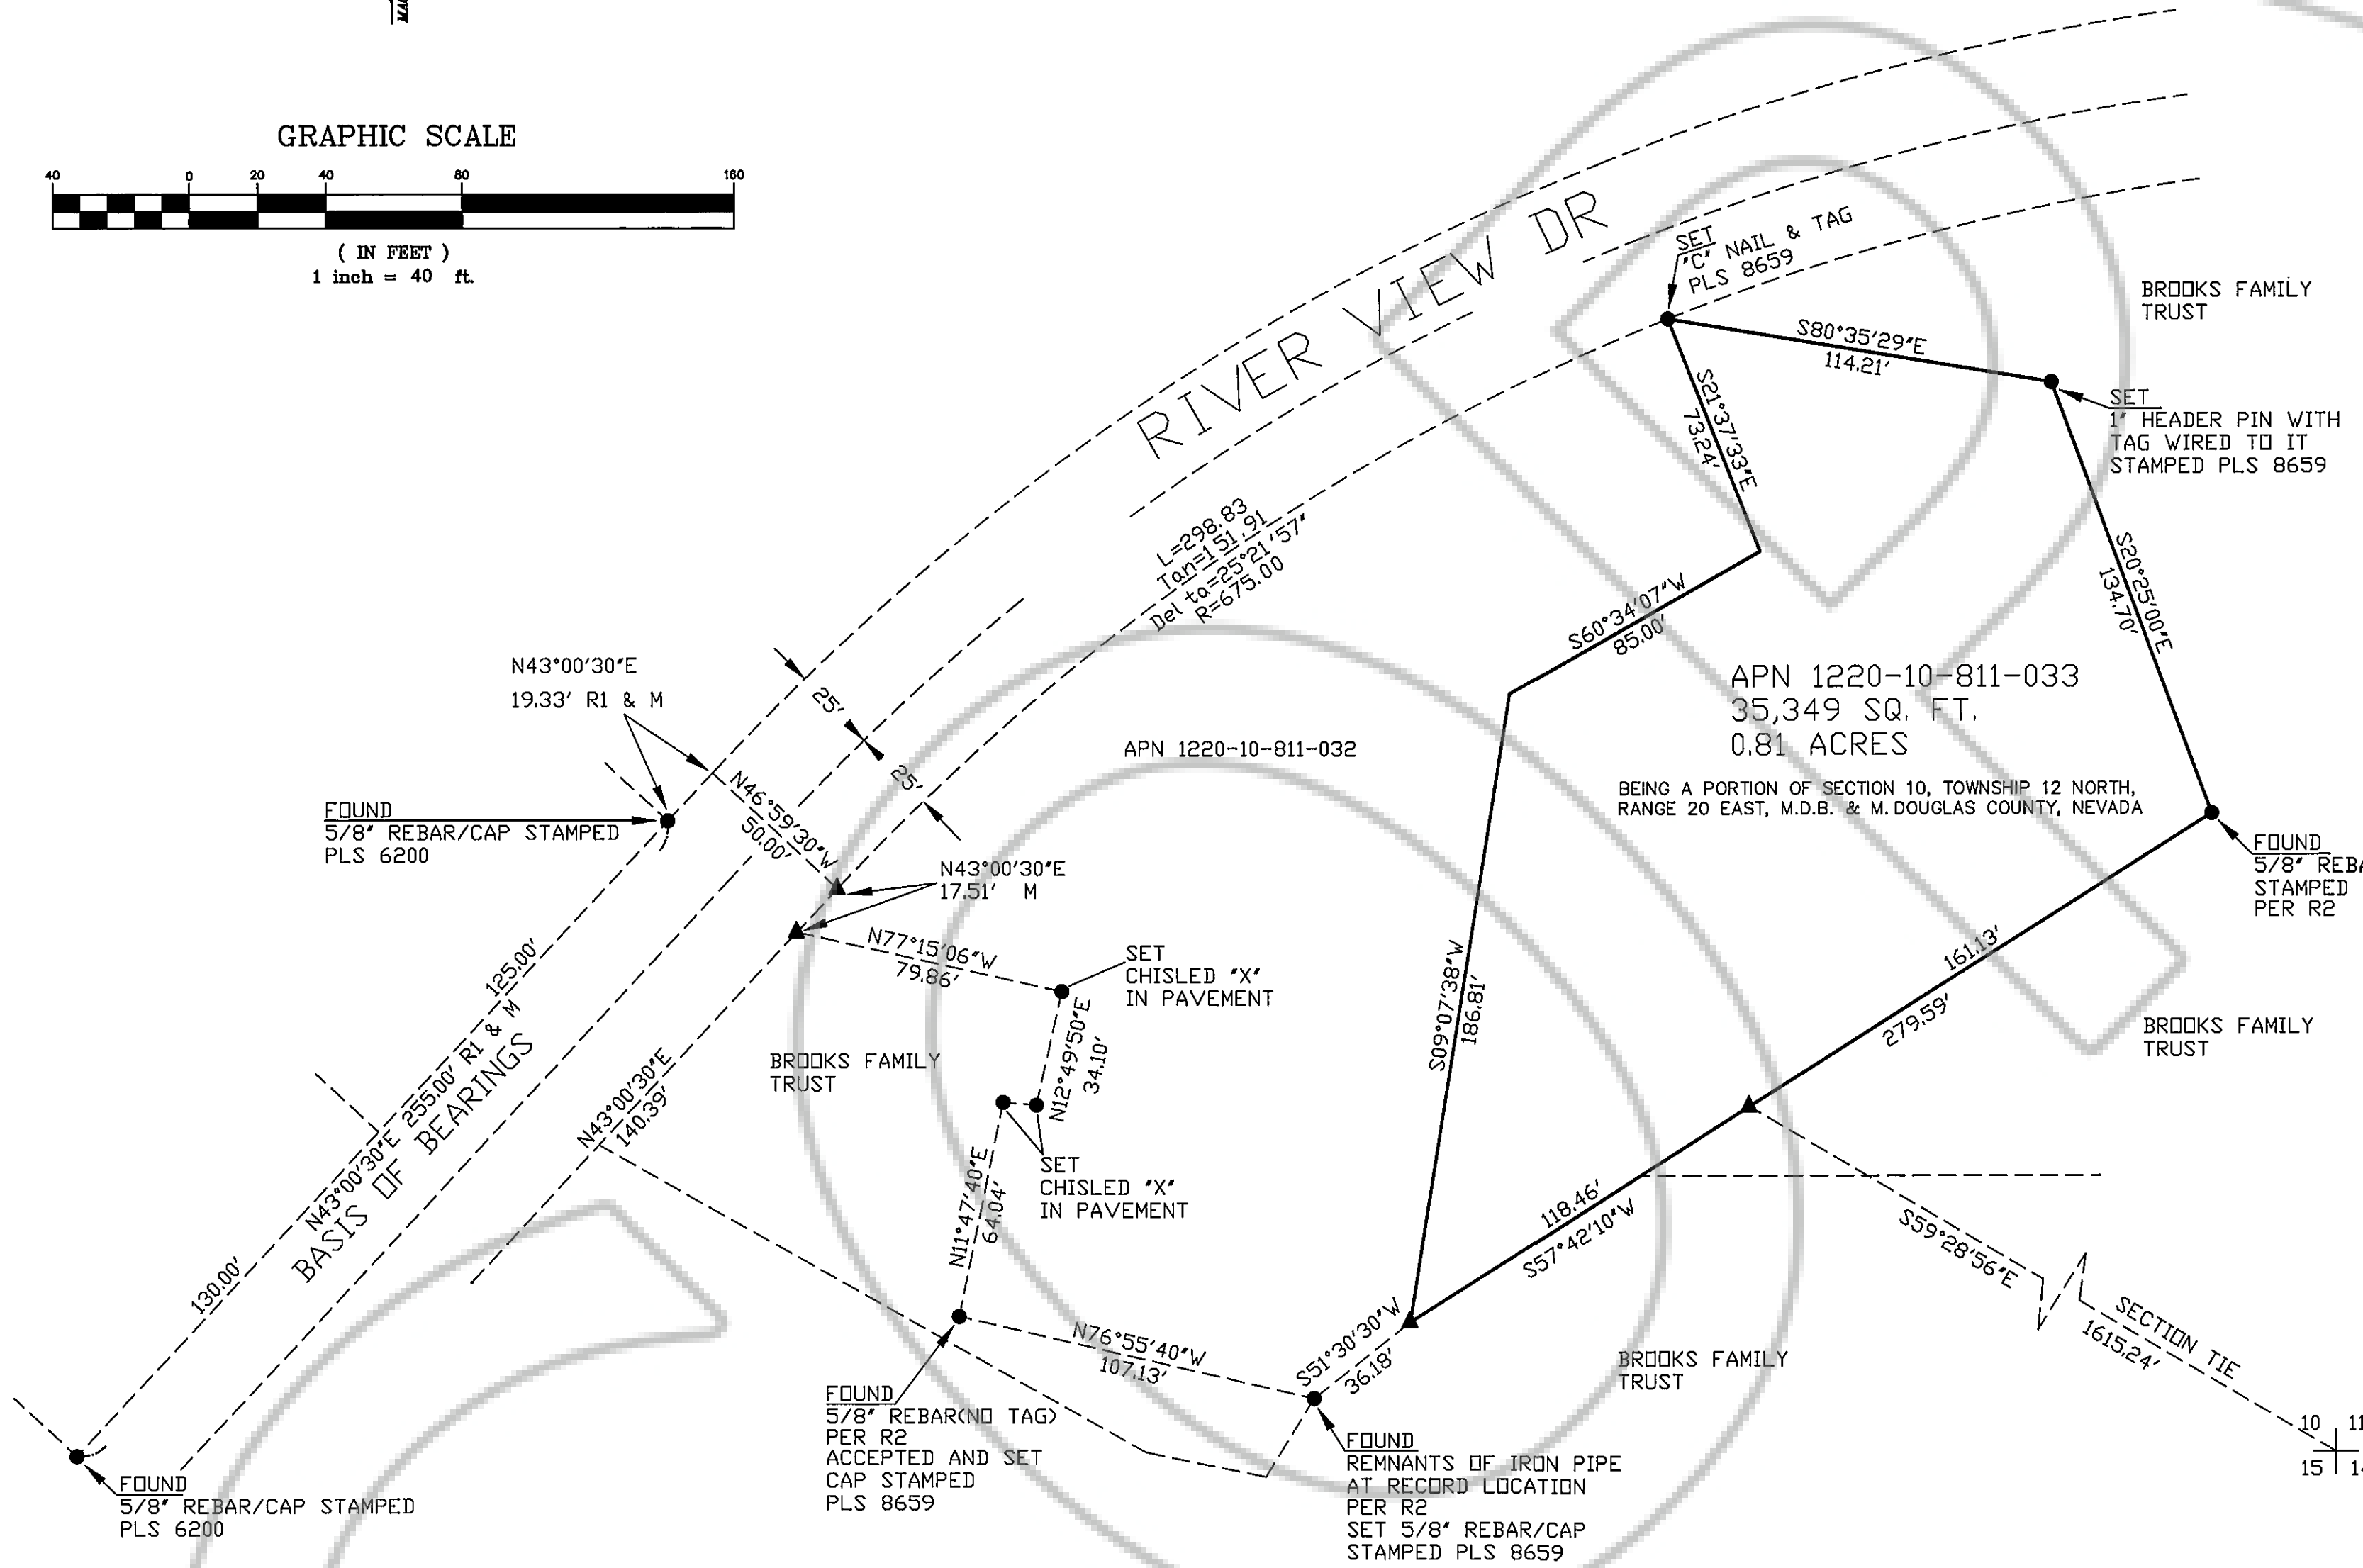 GRAPHIC SCALE
40 0 20 40 80 160
( IN FEET )
1 inch = 40 ft.
RIVER VIEW DR
SET
"C" NAIL & TAG
PLS 8659
BROOKS FAMILY
TRUST
S80°35'29"E
114.21'
SET
1" HEADER PIN WITH
TAG WIRED TO IT
STAMPED PLS 8659
S21°37'33"E
73.24'
S20°25'00"E
134.70'
L=298.83
Tan=151.91
Delta=25°21'57"
R=675.00
S60°34'07"W
85.00'
N43°00'30"E
19.33' R1 & M
25'
25'
APN 1220-10-811-033
35,349 SQ. FT.
0.81 ACRES
BEING A PORTION OF SECTION 10, TOWNSHIP 12 NORTH,
RANGE 20 EAST, M.D.B. & M. DOUGLAS COUNTY, NEVADA
APN 1220-10-811-032
FOUND
5/8" REBAR/CAP STAMPED
PLS 6200
N46°59'30"W
50.00'
N43°00'30"E
17.51' M
FOUND
5/8" REBA
STAMPED
PER R2
N77°15'06"W
79.86'
SET
CHISLED "X"
IN PAVEMENT
N12°49'50"E
34.10'
S09°07'38"W
186.81'
161.13'
279.59'
BROOKS FAMILY
TRUST
125.00'
N43°00'30"E 255.00' R1 & M
BASIS OF BEARINGS
130.00'
N43°00'30"E
140.39'
BROOKS FAMILY
TRUST
SET
CHISLED "X"
IN PAVEMENT
N11°47'40"E
64.04'
118.46'
S57°42'10"W
S59°28'56"E
SECTION TIE
1615.24'
N76°55'40"W
107.13'
S51°30'30"W
36.18'
BROOKS FAMILY
TRUST
FOUND
5/8" REBAR(NO TAG)
PER R2
ACCEPTED AND SET
CAP STAMPED
PLS 8659
FOUND
REMNANTS OF IRON PIPE
AT RECORD LOCATION
PER R2
SET 5/8" REBAR/CAP
STAMPED PLS 8659
10 11
15 14
FOUND
5/8" REBAR/CAP STAMPED
PLS 6200